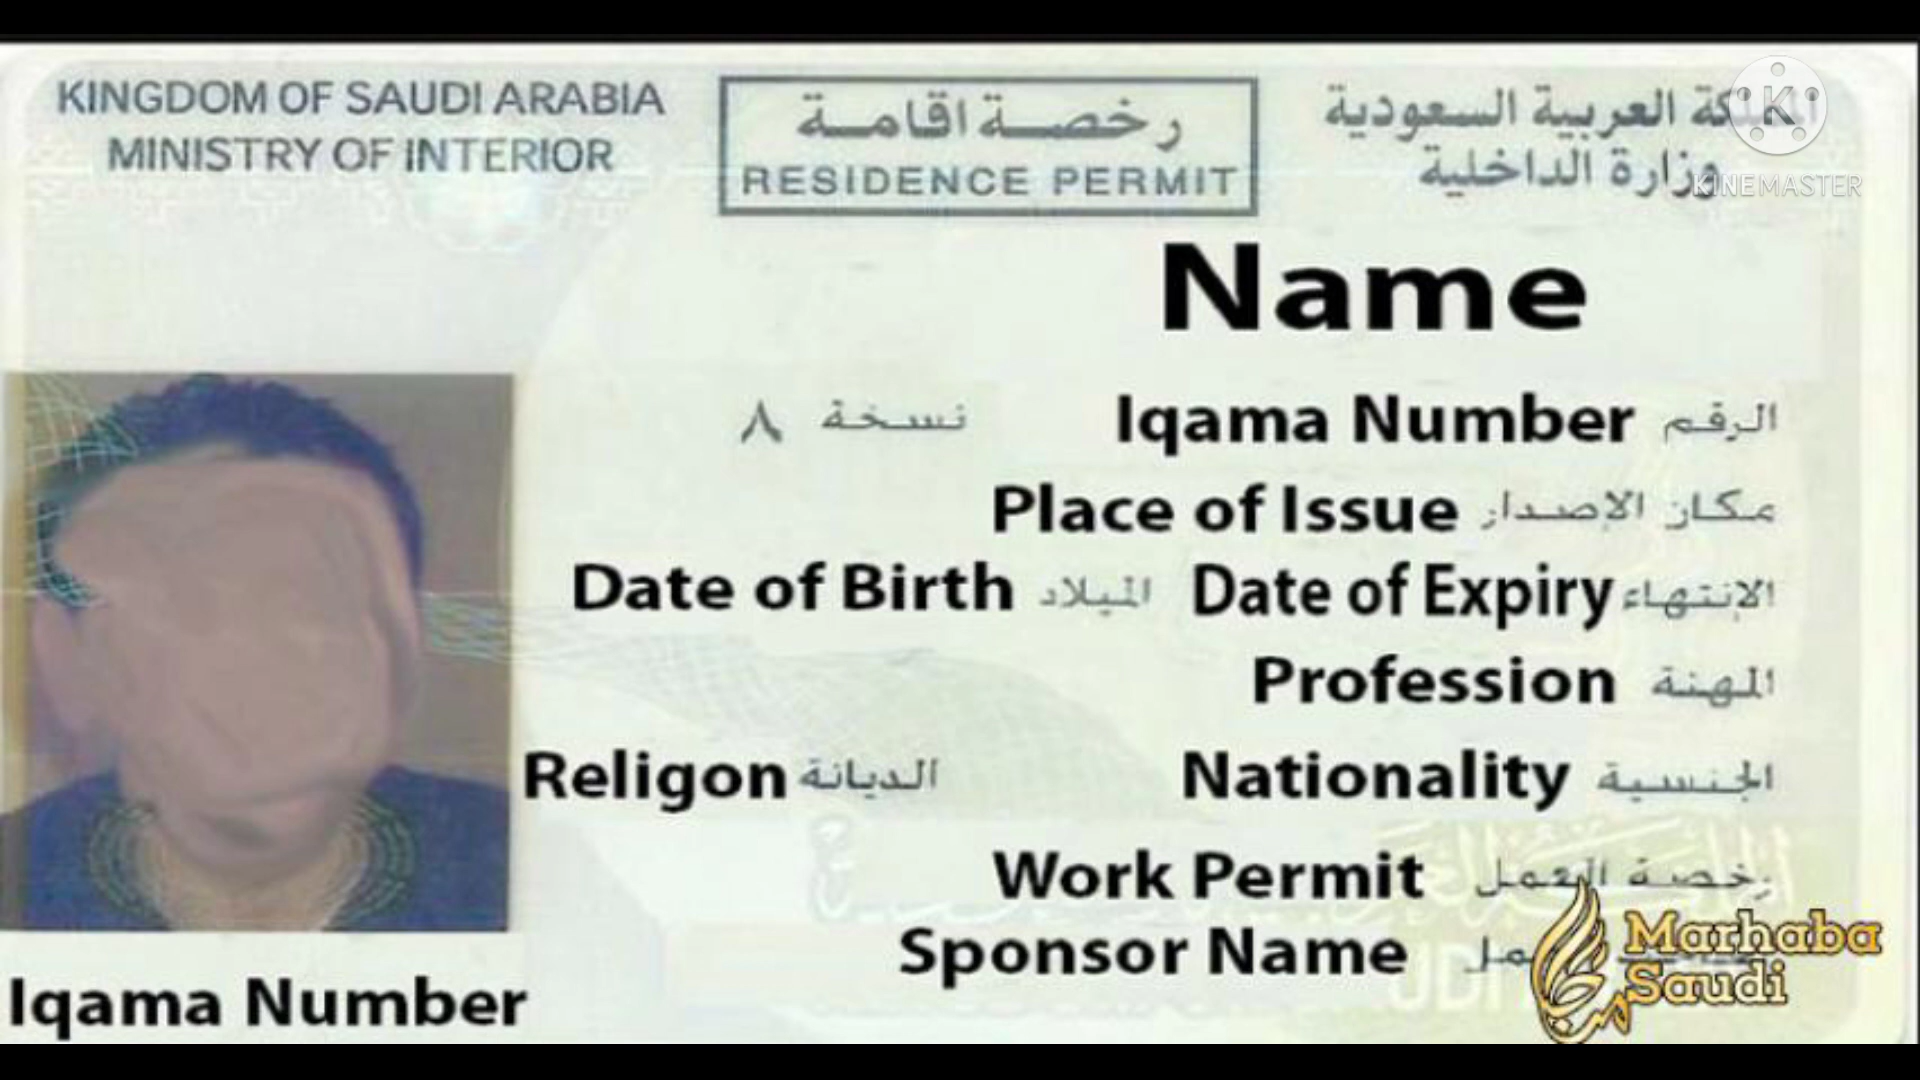 KINGDOM OF SAUDI ARABIA
MINISTRY OF INTERIOR
رخصة اقامة
RESIDENCE PERMIT
المملكة العربية السعودية
وزارة الداخلية
K
KINEMASTER
Name
Iqama Number الرقم
نسخة ٨
Place of Issue مكان الإصدار
Date of Expiry الإنتهاء
Date of Birth الميلاد
Profession المهنة
Nationality الجنسية
Religon الديانة
Work Permit رخصة العمل
Sponsor Name
Iqama Number
Marhaba
Saudi